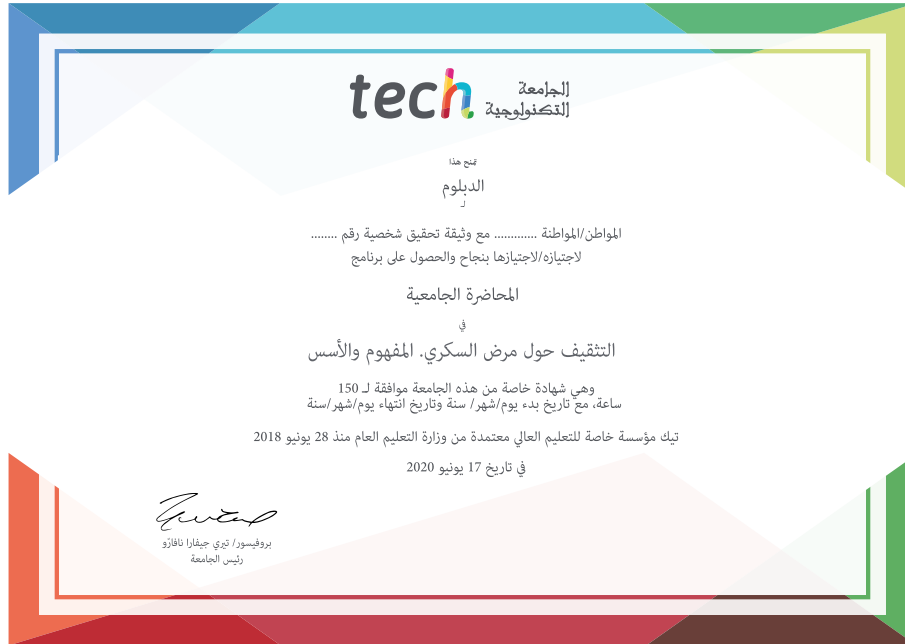 tech الجامعة
التكنولوجية
تمنح هذا
الدبلوم
لـ
المواطن/المواطنة ............. مع وثيقة تحقيق شخصية رقم ........
لاجتيازه/لاجتيازها بنجاح والحصول على برنامج
المحاضرة الجامعية
في
التثقيف حول مرض السكري. المفهوم والأسس
وهي شهادة خاصة من هذه الجامعة موافقة لـ 150
ساعة، مع تاريخ بدء يوم/شهر/ سنة وتاريخ انتهاء يوم/شهر/سنة
تيك مؤسسة خاصة للتعليم العالي معتمدة من وزارة التعليم العام منذ 28 يونيو 2018
في تاريخ 17 يونيو 2020
بروفيسور/ تيري جيفارا نافارو
رئيس الجامعة